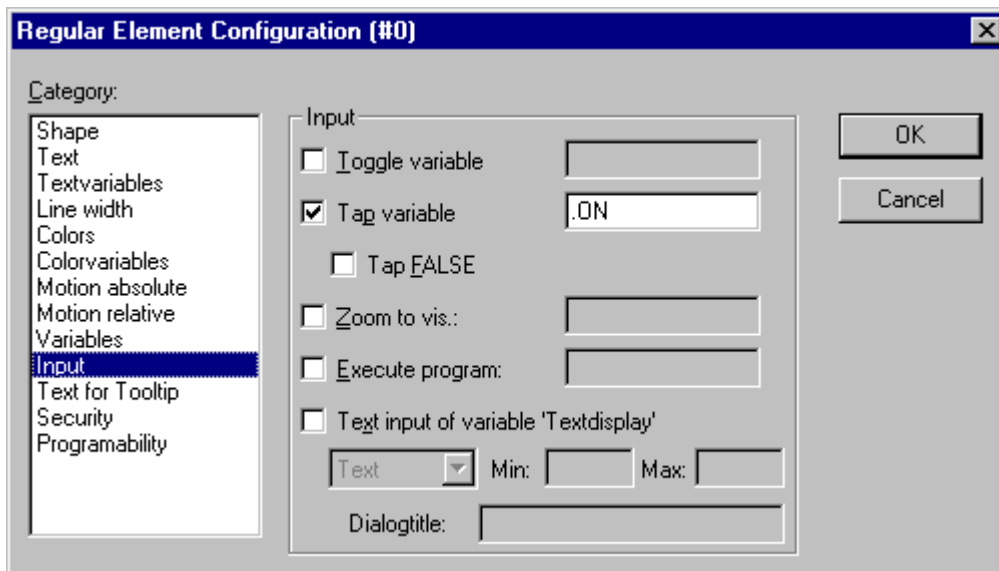 Regular Element Configuration (#0)
Category:
Shape
Text
Textvariables
Line width
Colors
Colorvariables
Motion absolute
Motion relative
Variables
Input
Text for Tooltip
Security
Programability
Input
Toggle variable
Tap variable .ON
Tap FALSE
Zoom to vis.:
Execute program:
Text input of variable 'Textdisplay'
Text Min: Max:
Dialogtitle:
OK
Cancel